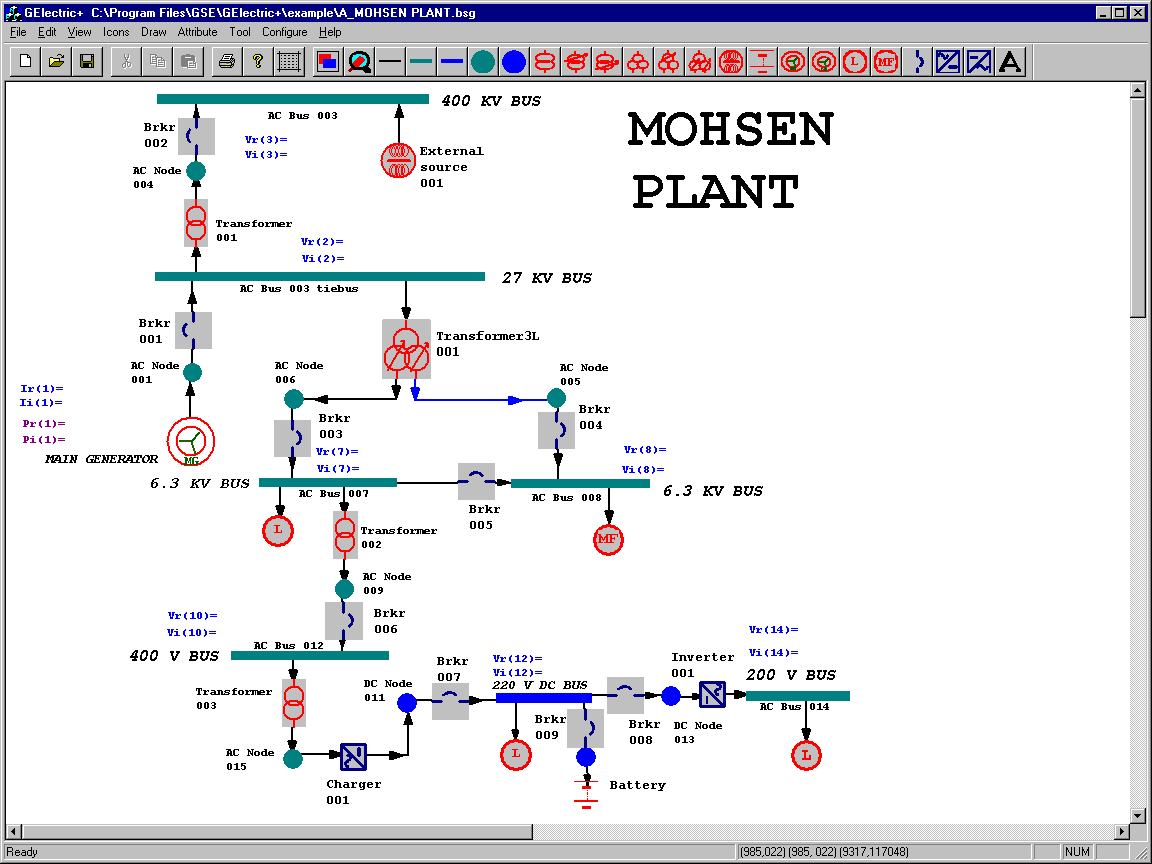 GElectric+ C:\Program Files\GSE\GElectric+\example\A_MOHSEN PLANT.bsg
File Edit View Icons Draw Attribute Tool Configure Help
? L MF A
400 KV BUS
AC Bus 003
MOHSEN
PLANT
Brkr
002
Vr(3)=
Vi(3)=
External
source
001
AC Node
004
Transformer
001
Vr(2)=
Vi(2)=
27 KV BUS
AC Bus 003 tiebus
Brkr
001
Transformer3L
001
AC Node
001
AC Node
006
AC Node
005
Ir(1)=
Ii(1)=
Pr(1)=
Pi(1)=
MG
MAIN GENERATOR
Brkr
003
Brkr
004
Vr(7)=
Vi(7)=
Vr(8)=
Vi(8)=
6.3 KV BUS
AC Bus 007
AC Bus 008
6.3 KV BUS
Brkr
005
L
Transformer
002
MF
AC Node
009
Brkr
006
Vr(10)=
Vi(10)=
400 V BUS
AC Bus 012
Vr(14)=
Vi(14)=
Transformer
003
DC Node
011
Brkr
007
Vr(12)=
Vi(12)=
220 V DC BUS
Inverter
001
200 V BUS
AC Bus 014
Brkr
009
Brkr
008
DC Node
013
AC Node
015
L
L
Charger
001
Battery
Ready
(985,022) (985, 022) (9317,117048)
NUM